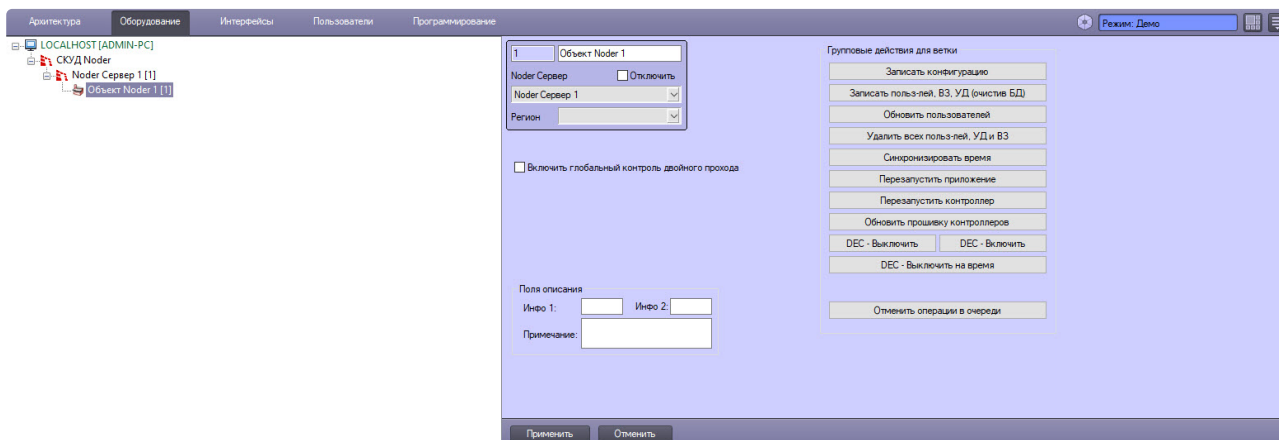 Архитектура Оборудование Интерфейсы Пользователи Программирование Режим: Демо
LOCALHOST [ADMIN-PC]
СКУД Noder
Noder Сервер 1 [1]
Объект Noder 1 [1]
1 Объект Noder 1
Noder Сервер Отключить
Noder Сервер 1
Регион
Включить глобальный контроль двойного прохода
Поля описания
Инфо 1: Инфо 2:
Примечание:
Групповые действия для ветки
Записать конфигурацию
Записать польз-лей, ВЗ, УД (очистив БД)
Обновить пользователей
Удалить всех польз-лей, УД и ВЗ
Синхронизировать время
Перезапустить приложение
Перезапустить контроллер
Обновить прошивку контроллеров
DEC - Выключить DEC - Включить
DEC - Выключить на время
Отменить операции в очереди
Применить Отменить